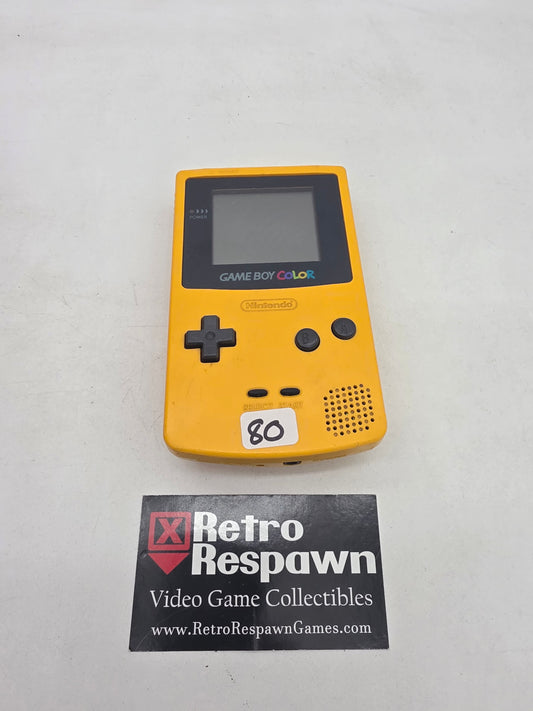 POWER
GAME BOY COLOR
Nintendo
B
A
SELECT START
80
Retro
Respawn
Video Game Collectibles
www.RetroRespawnGames.com